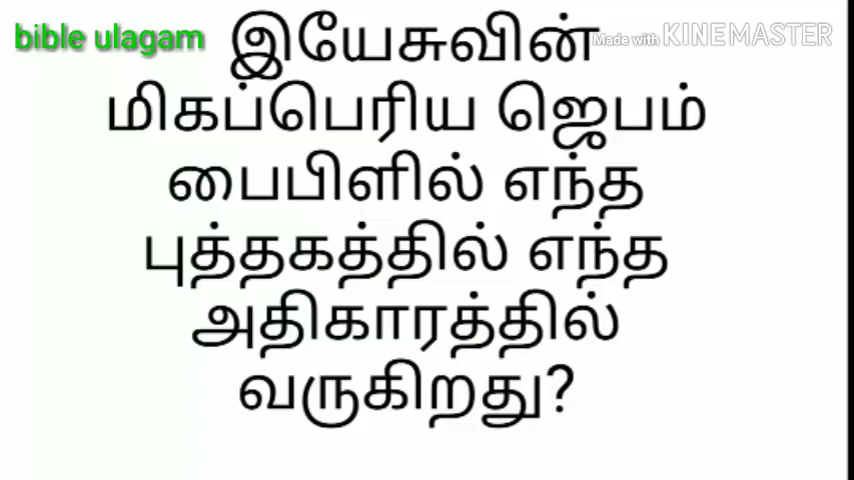 bible ulagam இயேசுவின் Made with KINEMASTER
மிகப்பெரிய ஜெபம்
பைபிளில் எந்த
புத்தகத்தில் எந்த
அதிகாரத்தில்
வருகிறது?